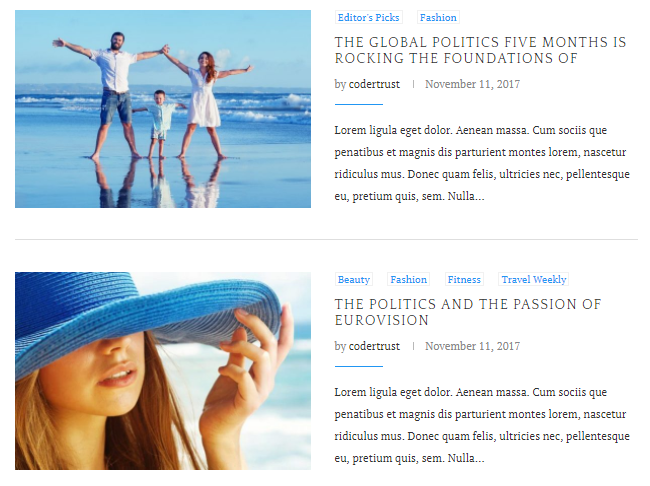 Editor's Picks Fashion
THE GLOBAL POLITICS FIVE MONTHS IS
ROCKING THE FOUNDATIONS OF
by codertrust | November 11, 2017
Lorem ligula eget dolor. Aenean massa. Cum sociis que
penatibus et magnis dis parturient montes lorem, nascetur
ridiculus mus. Donec quam felis, ultricies nec, pellentesque
eu, pretium quis, sem. Nulla...
Beauty Fashion Fitness Travel Weekly
THE POLITICS AND THE PASSION OF
EUROVISION
by codertrust | November 11, 2017
Lorem ligula eget dolor. Aenean massa. Cum sociis que
penatibus et magnis dis parturient montes lorem, nascetur
ridiculus mus. Donec quam felis, ultricies nec, pellentesque
eu, pretium quis, sem. Nulla...